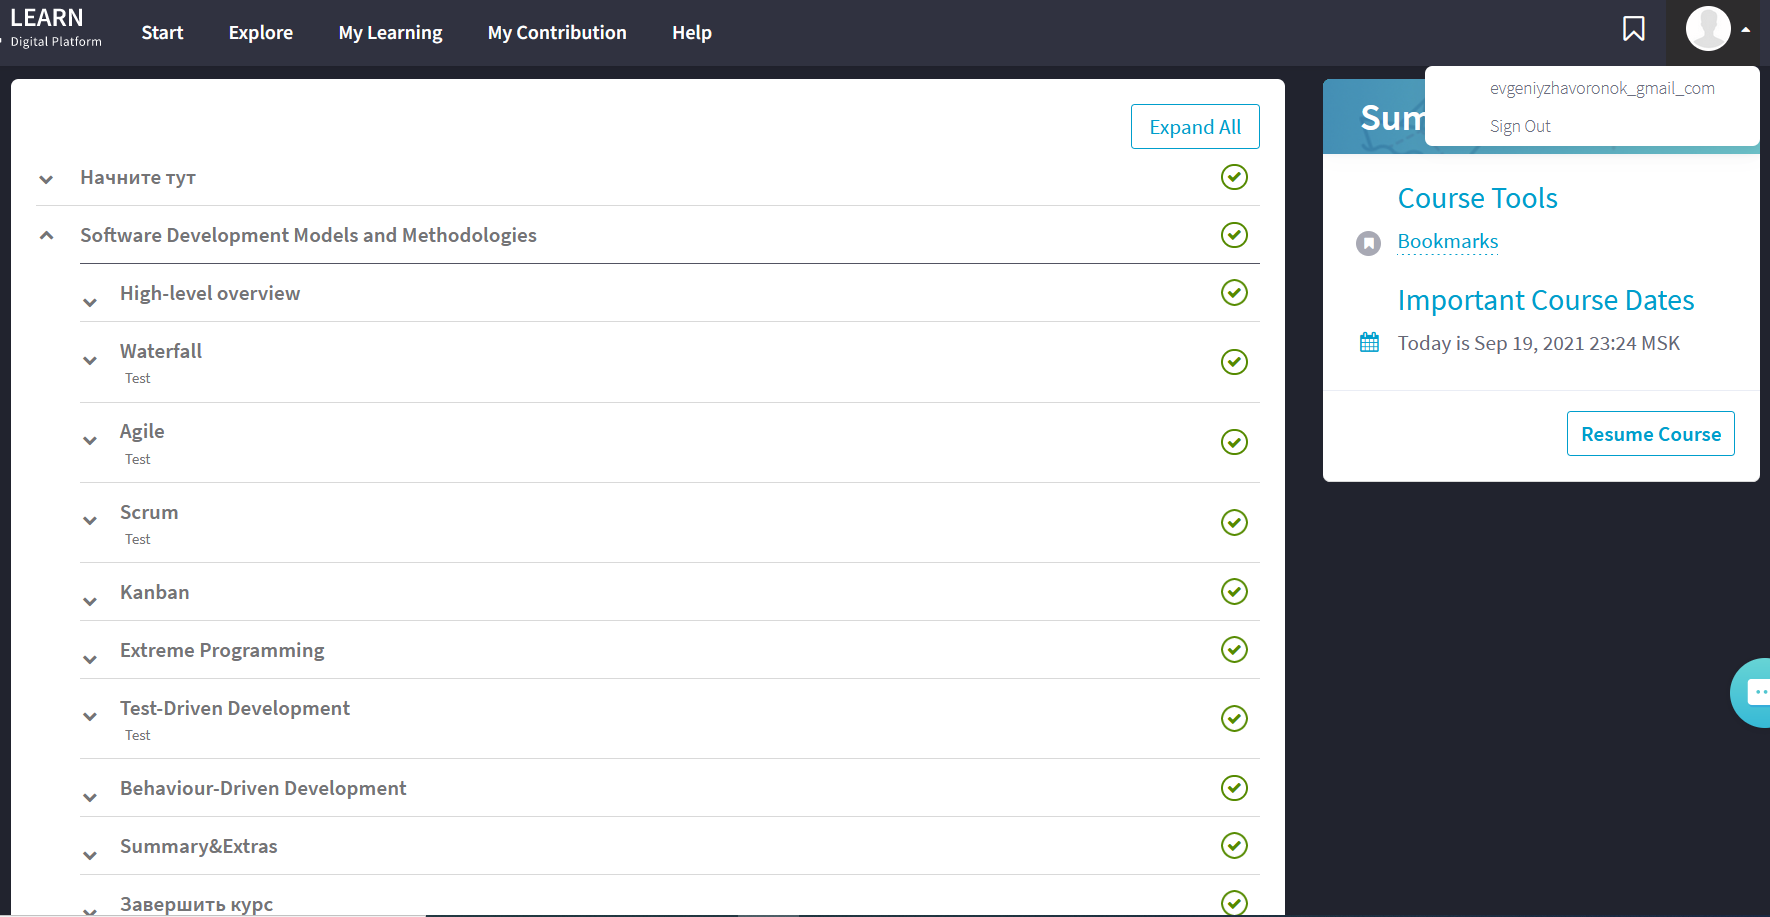 LEARN
Digital Platform
Start
Explore
My Learning
My Contribution
Help
evgeniyzhavoronok_gmail_com
Sign Out
Expand All
Начните тут
Software Development Models and Methodologies
High-level overview
Waterfall
Test
Agile
Test
Scrum
Test
Kanban
Extreme Programming
Test-Driven Development
Test
Behaviour-Driven Development
Summary&Extras
Завершить курс
Sum
Course Tools
Bookmarks
Important Course Dates
Today is Sep 19, 2021 23:24 MSK
Resume Course